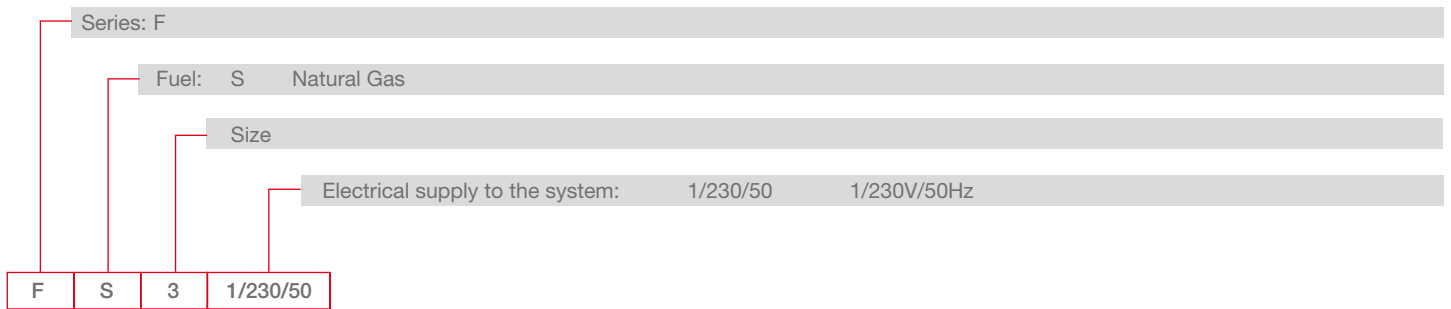 Series: F
Fuel: S Natural Gas
Size
Electrical supply to the system: 1/230/50 1/230V/50Hz
F S 3 1/230/50